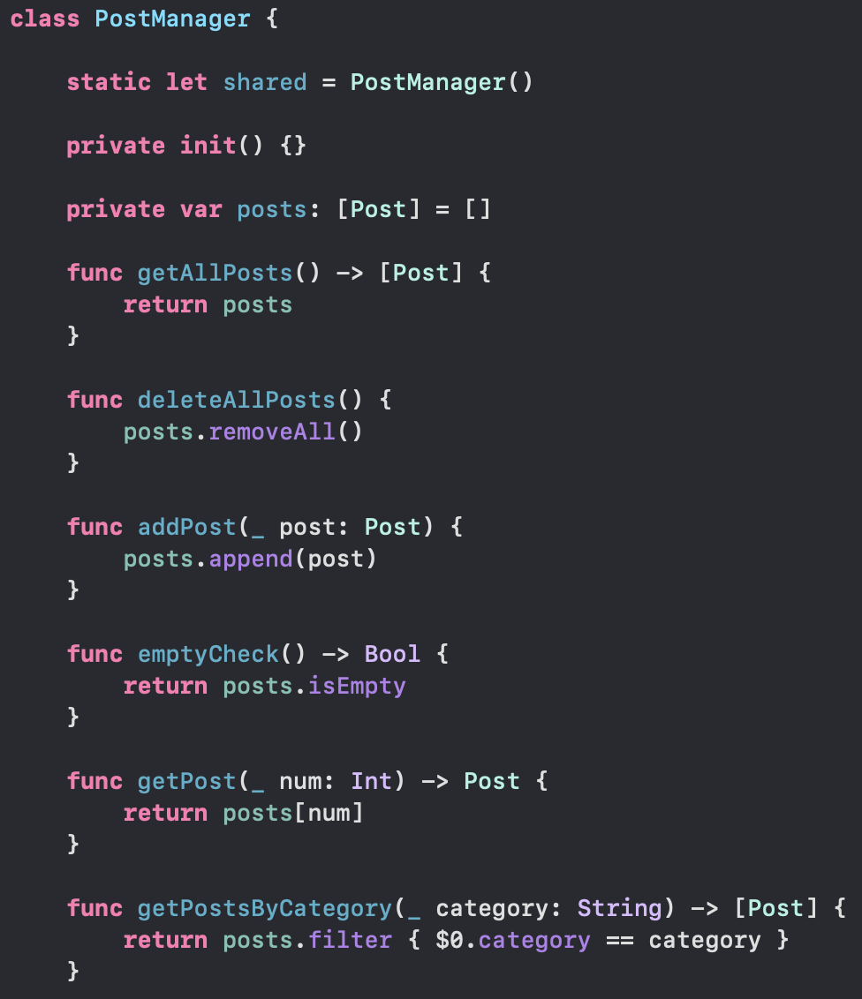 class PostManager {
    static let shared = PostManager()
    private init() {}
    private var posts: [Post] = []
    func getAllPosts() -> [Post] {
        return posts
    }
    func deleteAllPosts() {
        posts.removeAll()
    }
    func addPost(_ post: Post) {
        posts.append(post)
    }
    func emptyCheck() -> Bool {
        return posts.isEmpty
    }
    func getPost(_ num: Int) -> Post {
        return posts[num]
    }
    func getPostsByCategory(_ category: String) -> [Post] {
        return posts.filter { $0.category == category }
    }